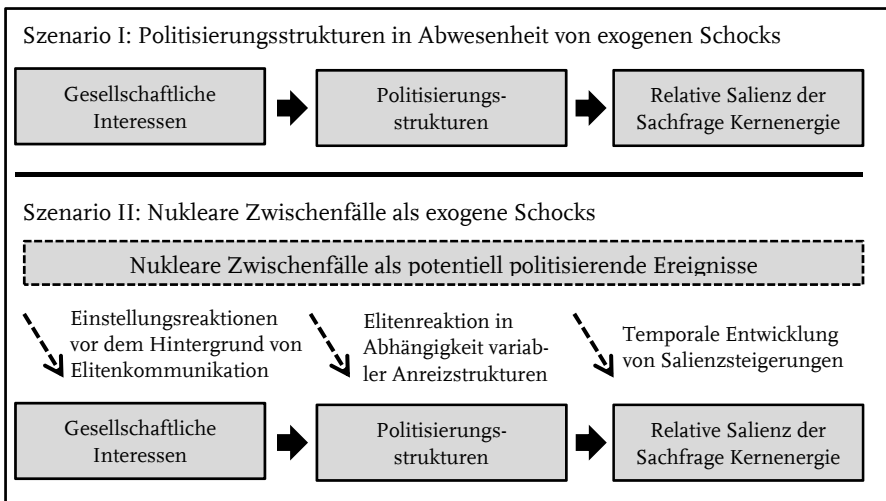 Szenario I: Politisierungsstrukturen in Abwesenheit von exogenen Schocks
Gesellschaftliche
Interessen
Politisierungs-
strukturen
Relative Salienz der
Sachfrage Kernenergie
Szenario II: Nukleare Zwischenfälle als exogene Schocks
Nukleare Zwischenfälle als potentiell politisierende Ereignisse
Einstellungsreaktionen
vor dem Hintergrund von
Elitenkommunikation
Elitenreaktion in
Abhängigkeit variab-
ler Anreizstrukturen
Temporale Entwicklung
von Salienzsteigerungen
Gesellschaftliche
Interessen
Politisierungs-
strukturen
Relative Salienz der
Sachfrage Kernenergie